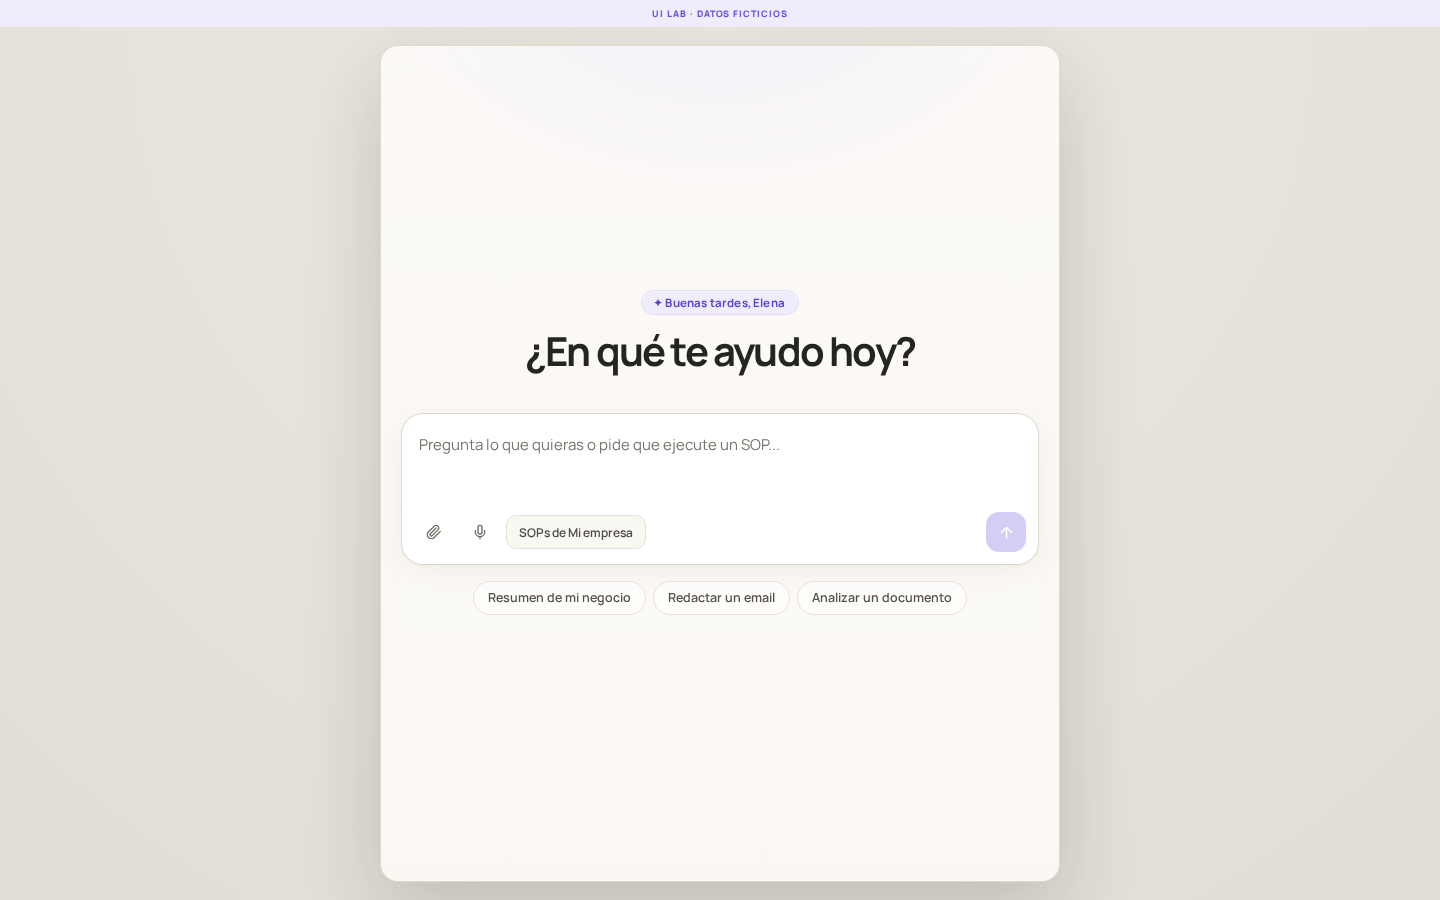 UI LAB · DATOS FICTICIOS
✦ Buenas tardes, Elena
¿En qué te ayudo hoy?
Pregunta lo que quieras o pide que ejecute un SOP...
SOPs de Mi empresa
Resumen de mi negocio Redactar un email Analizar un documento